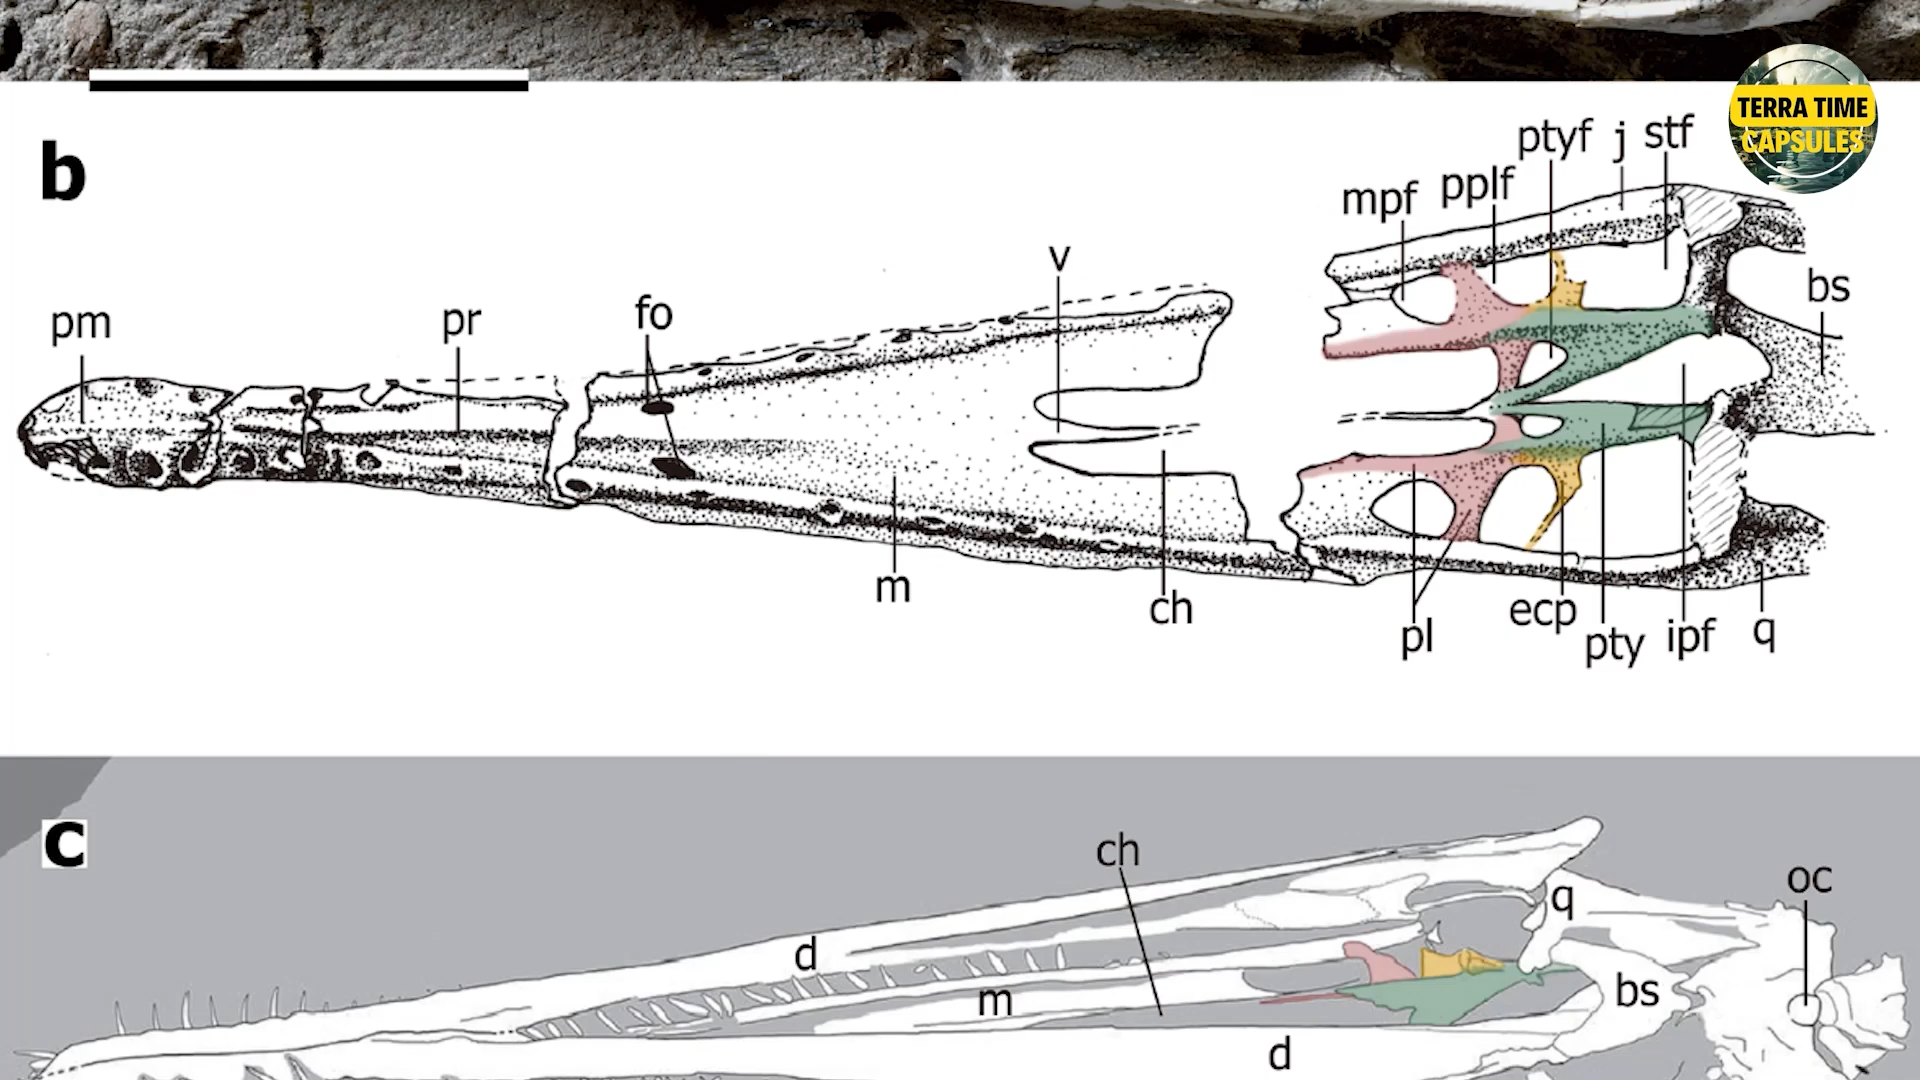 TERRA TIME
CAPSULES
b
ptyf j stf
mpf pplf
v
bs
pm pr fo
m ch
pl ecp pty ipf q
c
ch
oc
q
d
m
bs
d